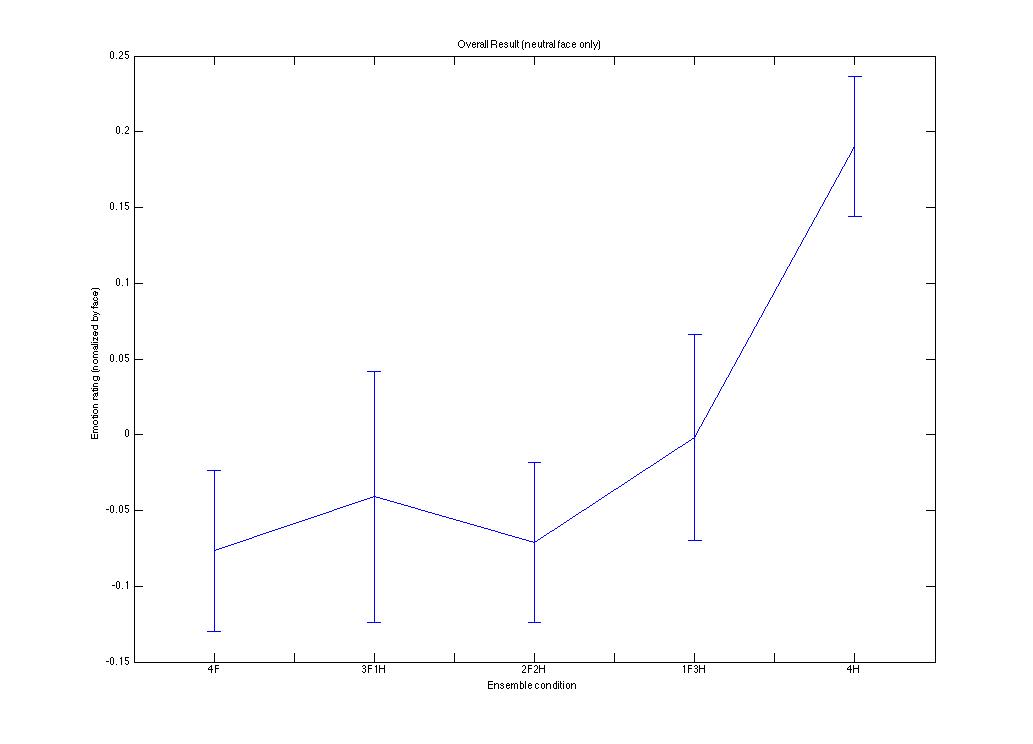 Overall Result (neutral face only)
0.25
0.2
0.15
0.1
0.05
0
-0.05
-0.1
-0.15
Emotion rating (nomalized by face)
4F 3F1H 2F2H 1F3H 4H
Ensemble condition